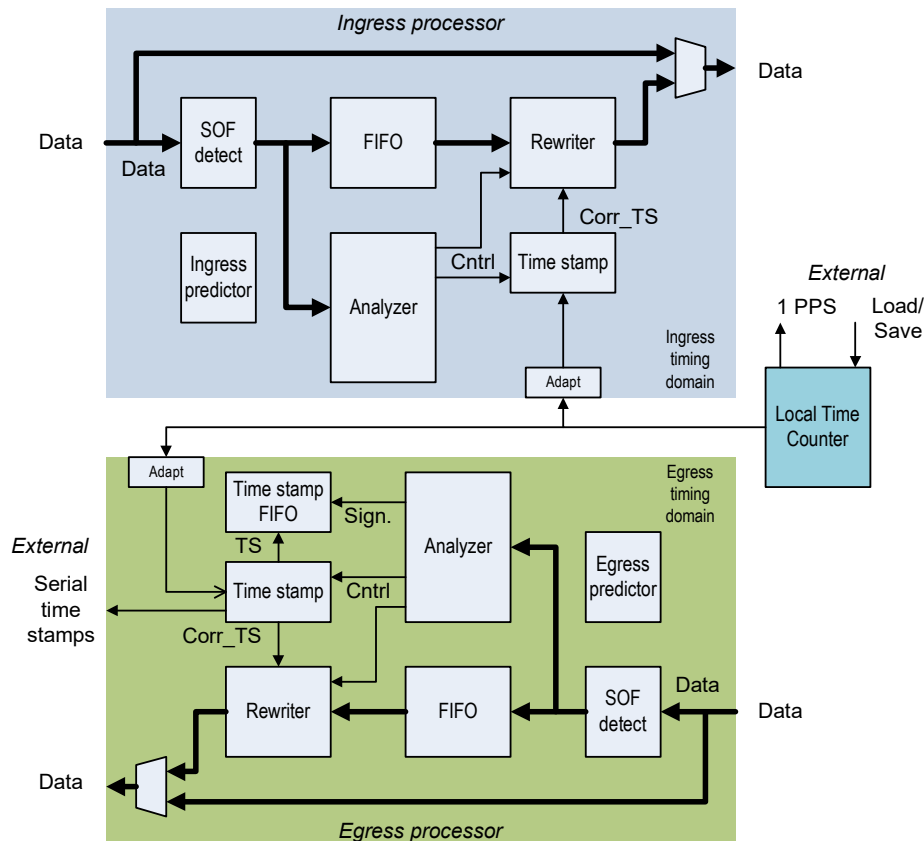 Ingress processor
Data
Data
Data
SOF
detect
FIFO
Rewriter
Corr_TS
Ingress
predictor
Analyzer
Cntrl
Time stamp
Adapt
Ingress
timing
domain
External
1 PPS
Load/
Save
Local Time
Counter
Adapt
Time stamp
FIFO
Sign.
TS
Analyzer
Egress
timing
domain
Egress
predictor
External
Serial
time
stamps
Time stamp
Cntrl
Corr_TS
Rewriter
FIFO
SOF
detect
Data
Data
Data
Egress processor